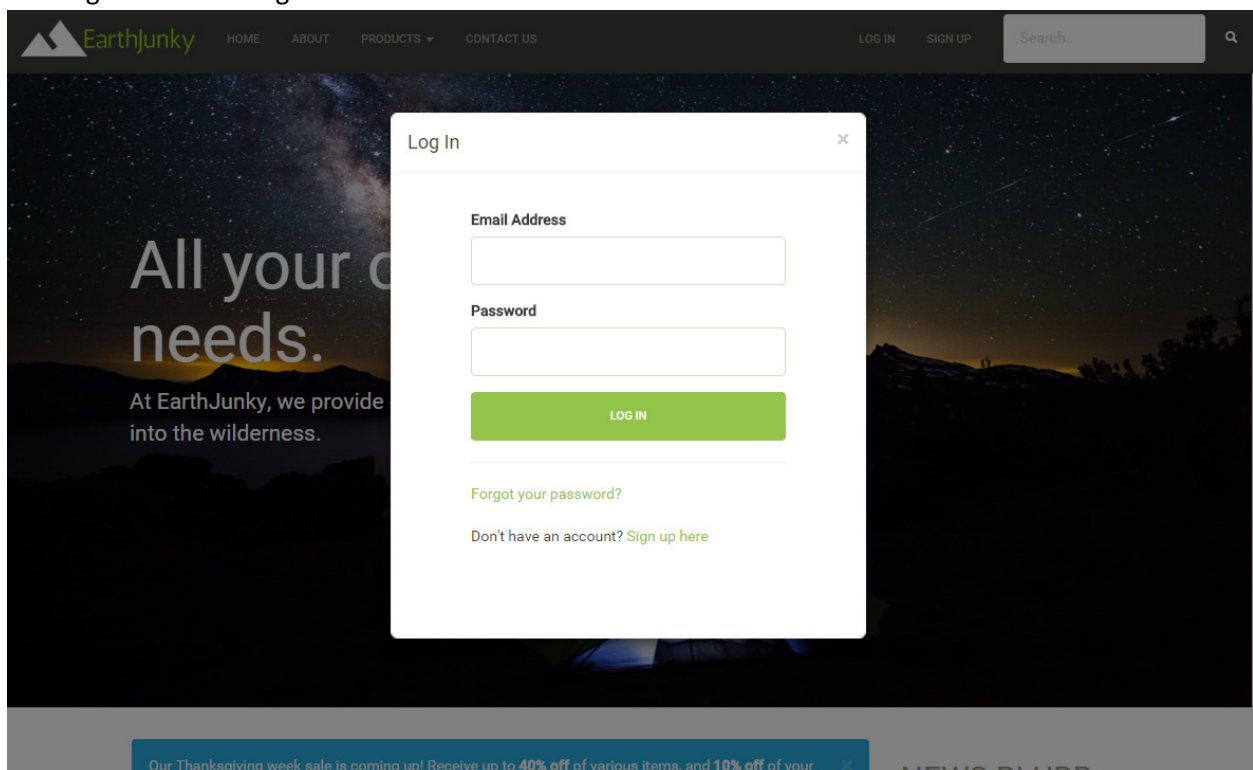 EarthJunky HOME ABOUT PRODUCTS CONTACT US LOG IN SIGN UP Search..
Log In ×
Email Address
Password
LOG IN
Forgot your password?
Don't have an account? Sign up here
All your
needs.
At EarthJunky, we provide
into the wilderness.
Our Thanksgiving week sale is coming up! Receive up to 40% off of various items, and 10% off of your ×
NEWS